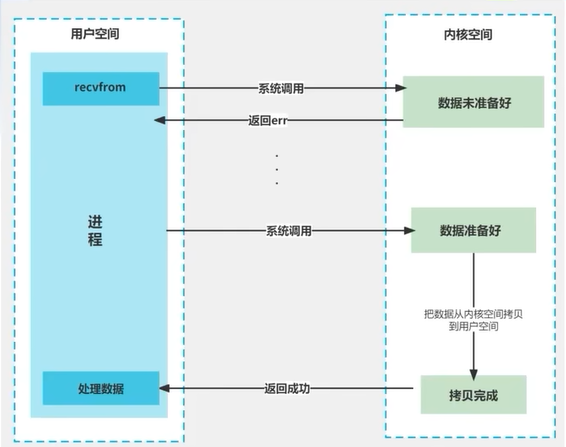 用户空间
内核空间
recvfrom
系统调用
数据未准备好
返回err
进
程
系统调用
数据准备好
把数据从内核空间拷贝
到用户空间
处理数据
返回成功
拷贝完成